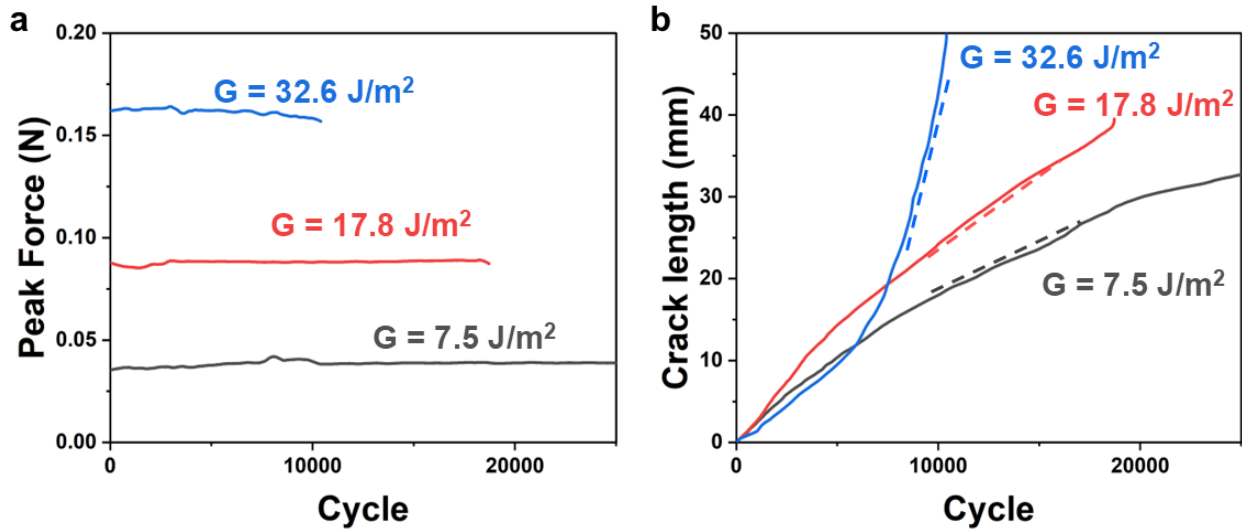 a
0.20
0.15
0.10
0.05
0.00
Peak Force (N)
G = 32.6 J/m²
G = 17.8 J/m²
G = 7.5 J/m²
0
10000
20000
Cycle
b
50
40
30
20
10
0
Crack length (mm)
G = 32.6 J/m²
G = 17.8 J/m²
G = 7.5 J/m²
0
10000
20000
Cycle